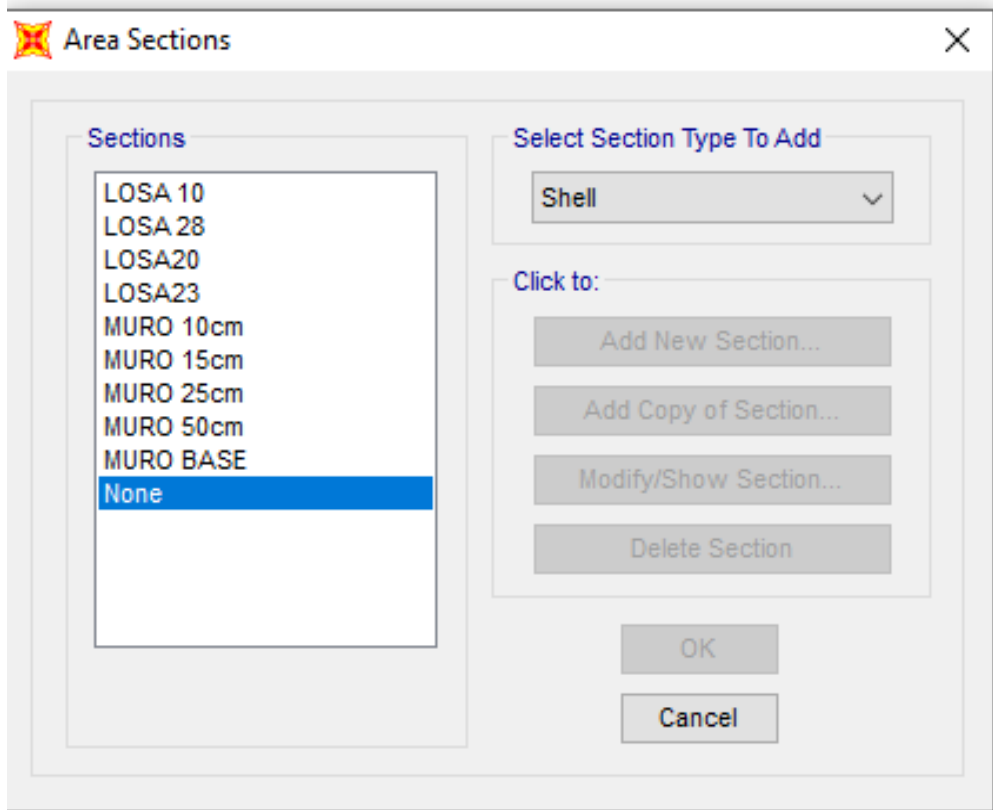 Area Sections
Sections
LOSA 10
LOSA 28
LOSA20
LOSA23
MURO 10cm
MURO 15cm
MURO 25cm
MURO 50cm
MURO BASE
None
Select Section Type To Add
Shell
Click to:
Add New Section...
Add Copy of Section...
Modify/Show Section...
Delete Section
OK
Cancel